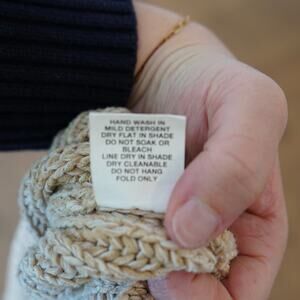 HAND WASH IN
MILD DETERGENT
DRY FLAT IN SHADE
DO NOT SOAK OR
BLEACH
LINE DRY IN SHADE
DRY CLEANABLE
DO NOT HANG
FOLD ONLY